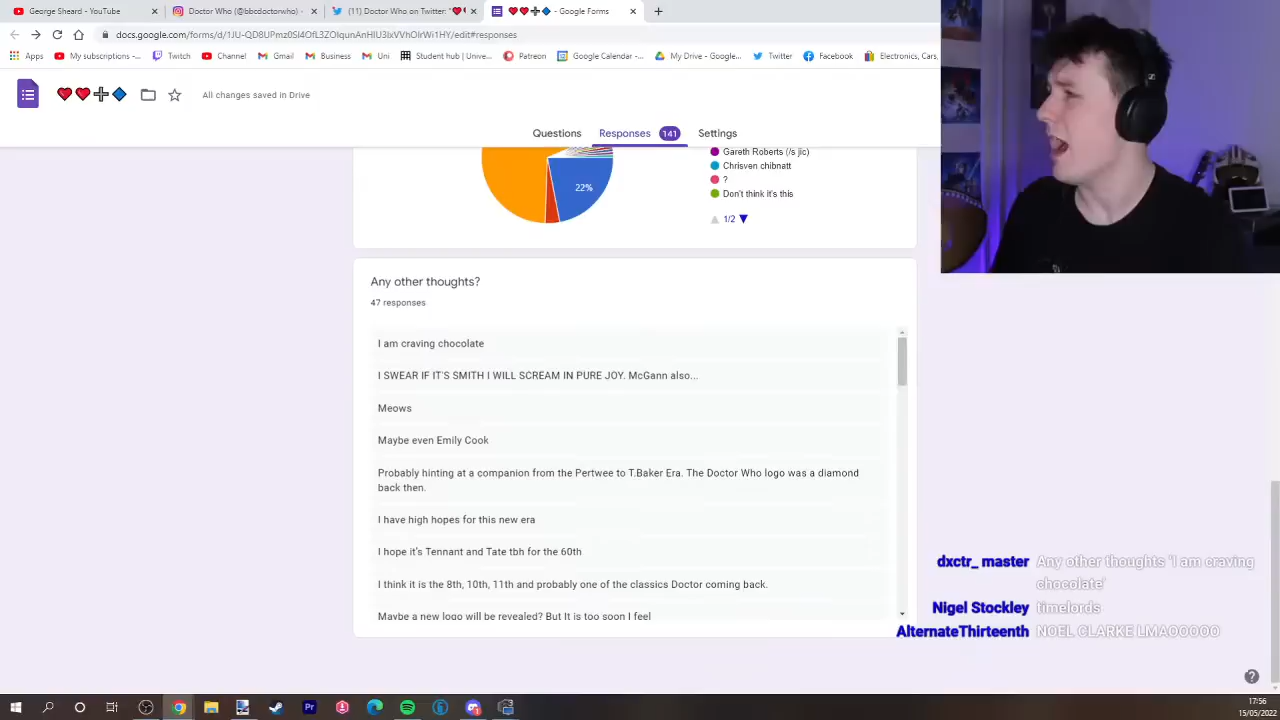 George Sheard - YouTube
Doctor Who (@bbcdoctorwho) -
(11) Doctor Who on Twitter: "❤
❤❤➕🔷 - Google Forms
docs.google.com/forms/d/
/edit#responses
Apps
My subscriptions -...
Twitch
Channel
Gmail
Business
Uni
Student hub | Unive...
Patreon
Google Calendar -...
My Drive - Google...
Twitter
Facebook
Electronics, Cars,
❤❤➕🔷
All changes saved in Drive
Questions
Responses 141
Settings
22%
Gareth Roberts (/s jic)
Chrisven chibnatt
?
Don't think it's this
1/2
Any other thoughts?
47 responses
I am craving chocolate
I SWEAR IF IT'S SMITH I WILL SCREAM IN PURE JOY. McGann also...
Meows
Maybe even Emily Cook
Probably hinting at a companion from the Pertwee to T.Baker Era. The Doctor Who logo was a diamond
back then.
I have high hopes for this new era
I hope it's Tennant and Tate tbh for the 60th
I think it is the 8th, 10th, 11th and probably one of the classics Doctor coming back.
Maybe a new logo will be revealed? But It is too soon I feel
dxctr_ master Any other thoughts 'I am craving
chocolate'
Nigel Stockley timelords
AlternateThirteenth NOEL CLARKE LMAOOOOO
17:56
15/05/2022